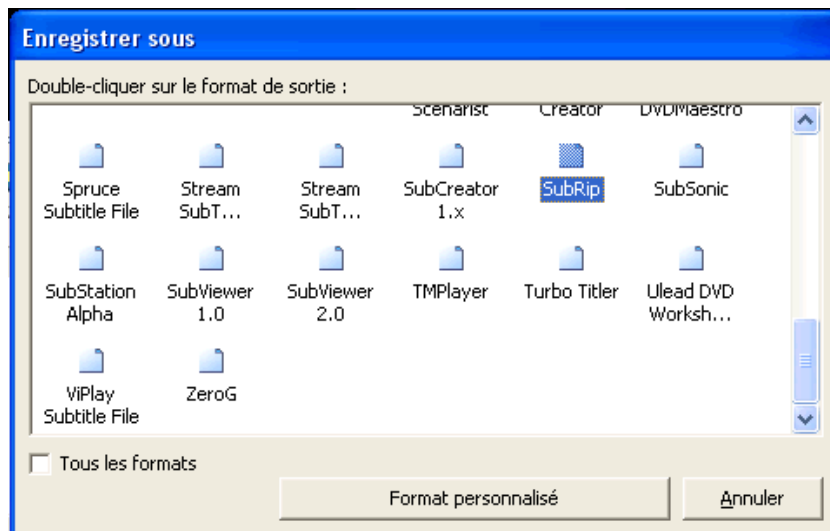 Enregistrer sous
Double-cliquer sur le format de sortie :
Scenarist Creator DVDMaestro
Spruce Stream Stream SubCreator SubRip SubSonic
Subtitle File SubT... SubT... 1.x
SubStation SubViewer SubViewer TMPlayer Turbo Titler Ulead DVD
Alpha 1.0 2.0 Worksh...
ViPlay ZeroG
Subtitle File
Tous les formats
Format personnalisé Annuler